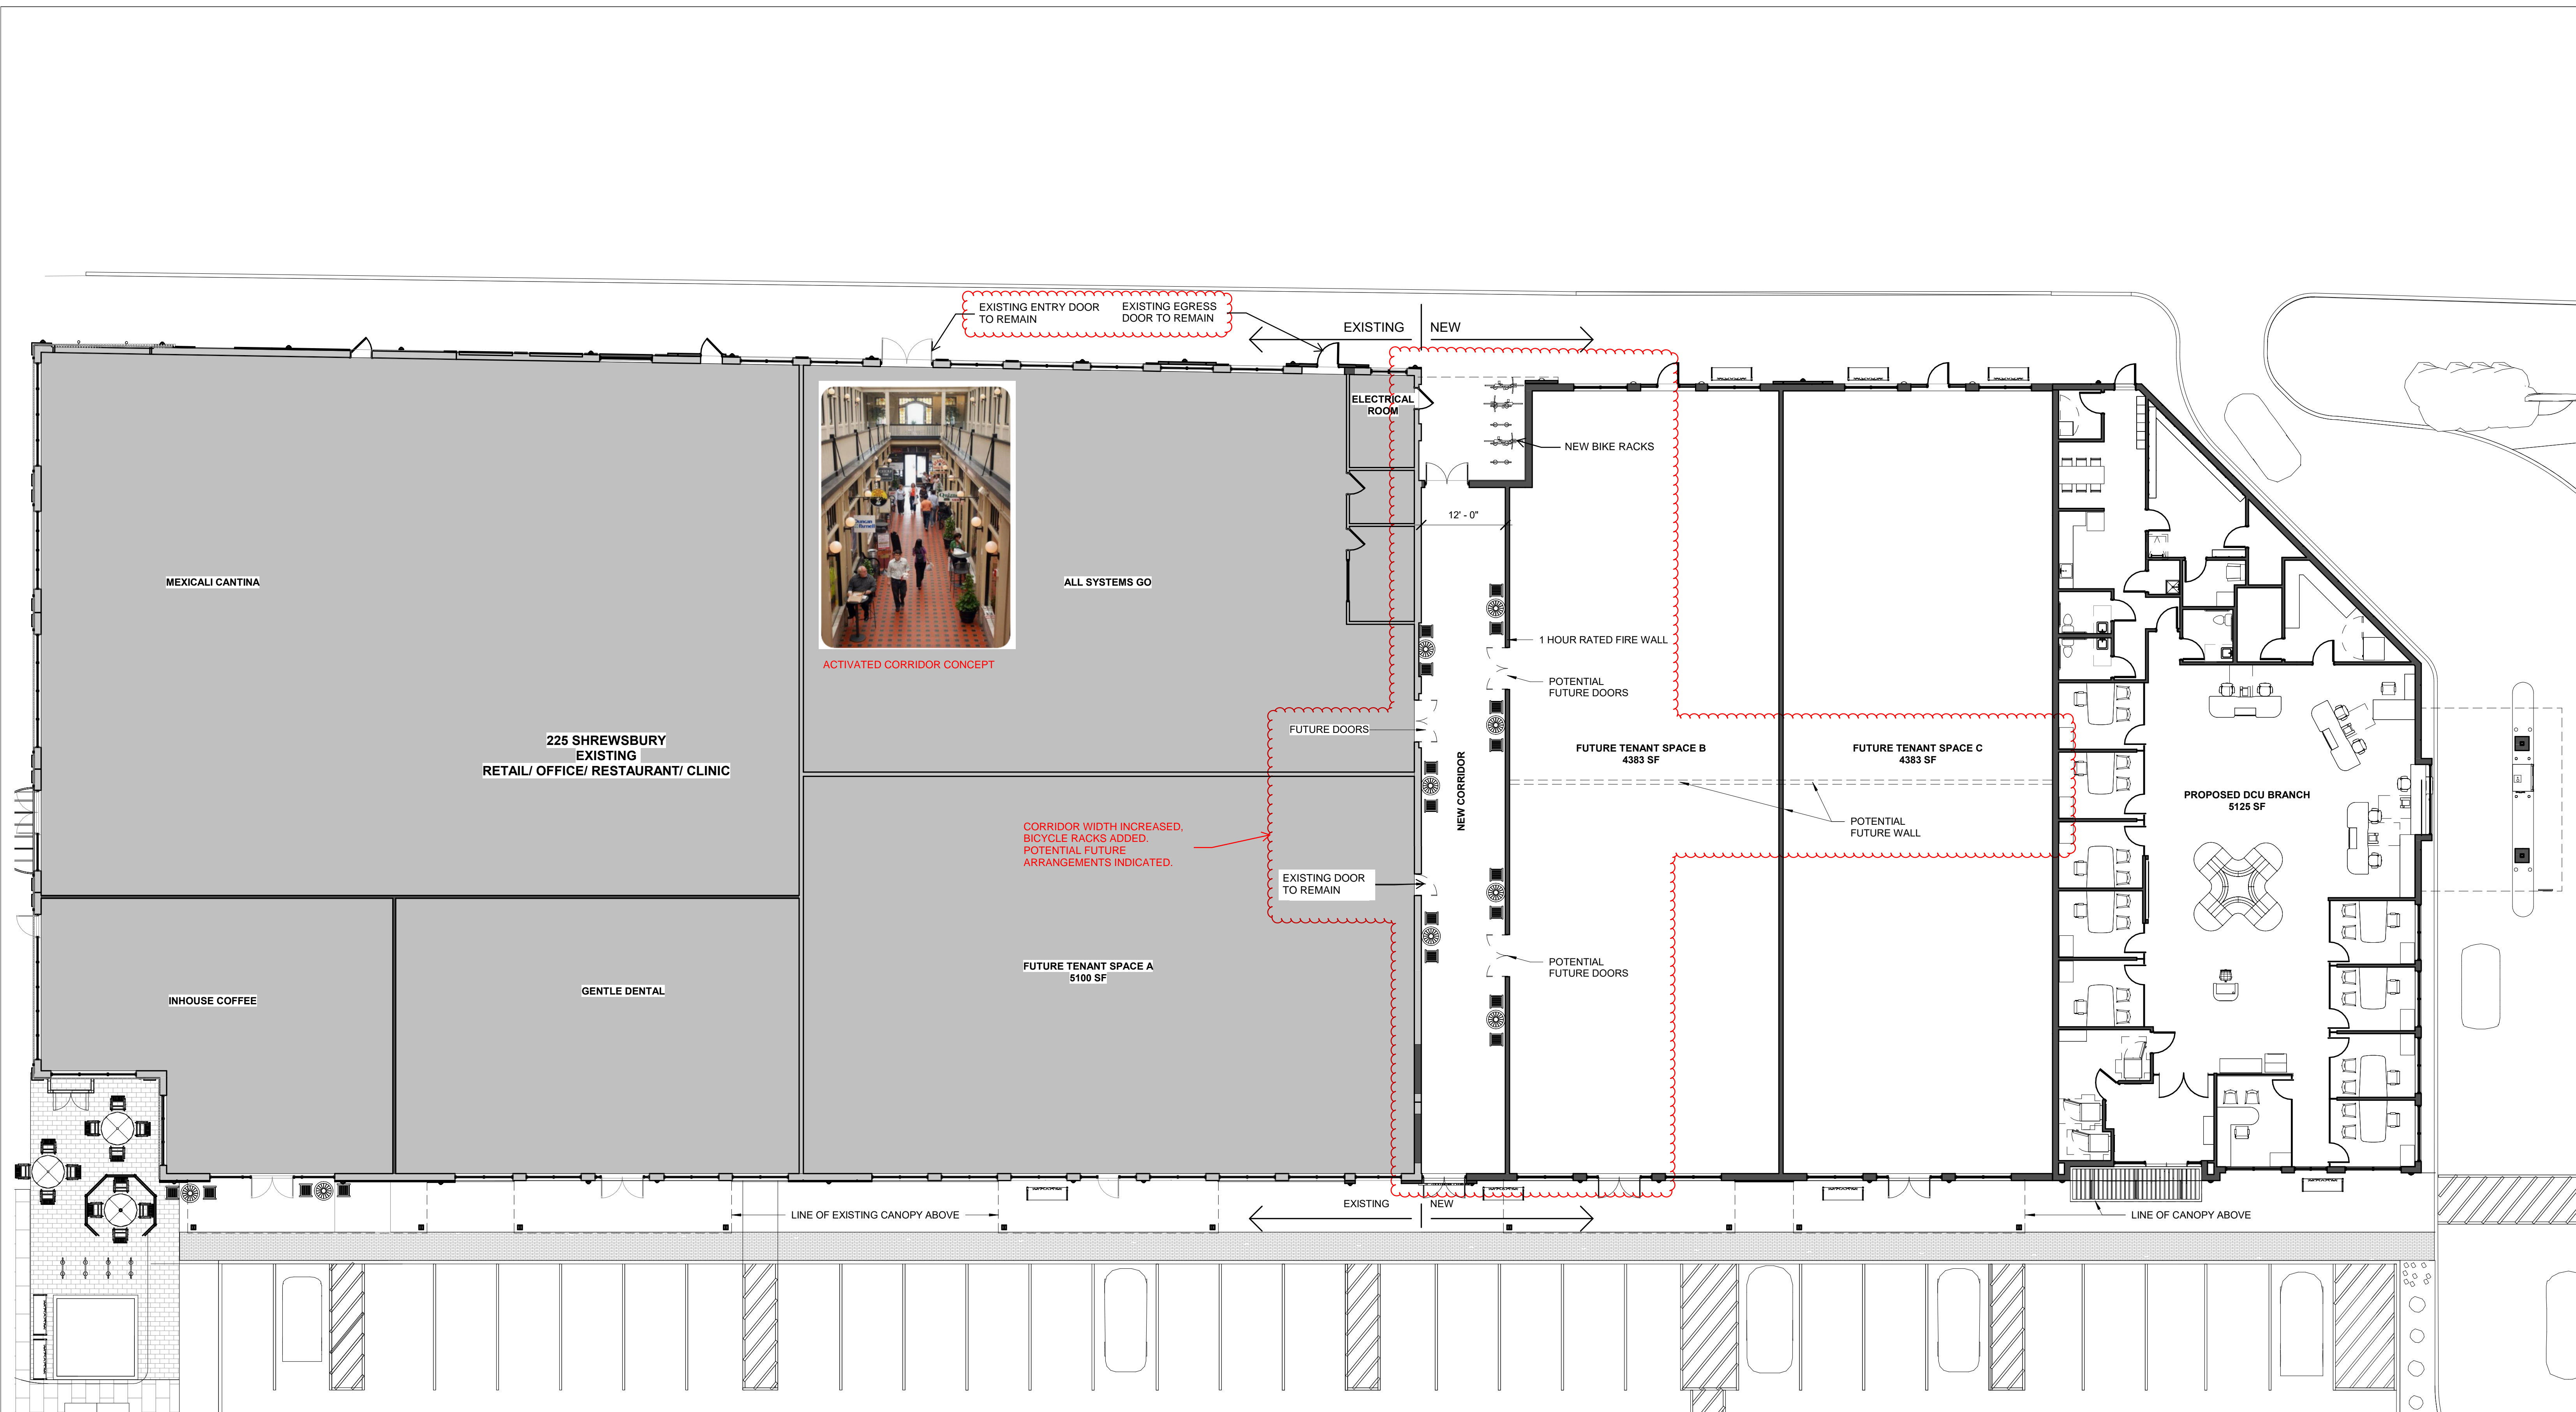 EXISTING ENTRY DOOR
TO REMAIN
EXISTING EGRESS
DOOR TO REMAIN
EXISTING
NEW
ELECTRICAL
ROOM
NEW BIKE RACKS
12' - 0"
MEXICALI CANTINA
ALL SYSTEMS GO
1 HOUR RATED FIRE WALL
ACTIVATED CORRIDOR CONCEPT
POTENTIAL
FUTURE DOORS
FUTURE DOORS
225 SHREWSBURY
EXISTING
RETAIL/ OFFICE/ RESTAURANT/ CLINIC
NEW CORRIDOR
FUTURE TENANT SPACE B
4383 SF
FUTURE TENANT SPACE C
4383 SF
PROPOSED DCU BRANCH
5125 SF
CORRIDOR WIDTH INCREASED,
BICYCLE RACKS ADDED.
POTENTIAL FUTURE
ARRANGEMENTS INDICATED.
POTENTIAL
FUTURE WALL
EXISTING DOOR
TO REMAIN
FUTURE TENANT SPACE A
5100 SF
POTENTIAL
FUTURE DOORS
INHOUSE COFFEE
GENTLE DENTAL
LINE OF EXISTING CANOPY ABOVE
EXISTING
NEW
LINE OF CANOPY ABOVE